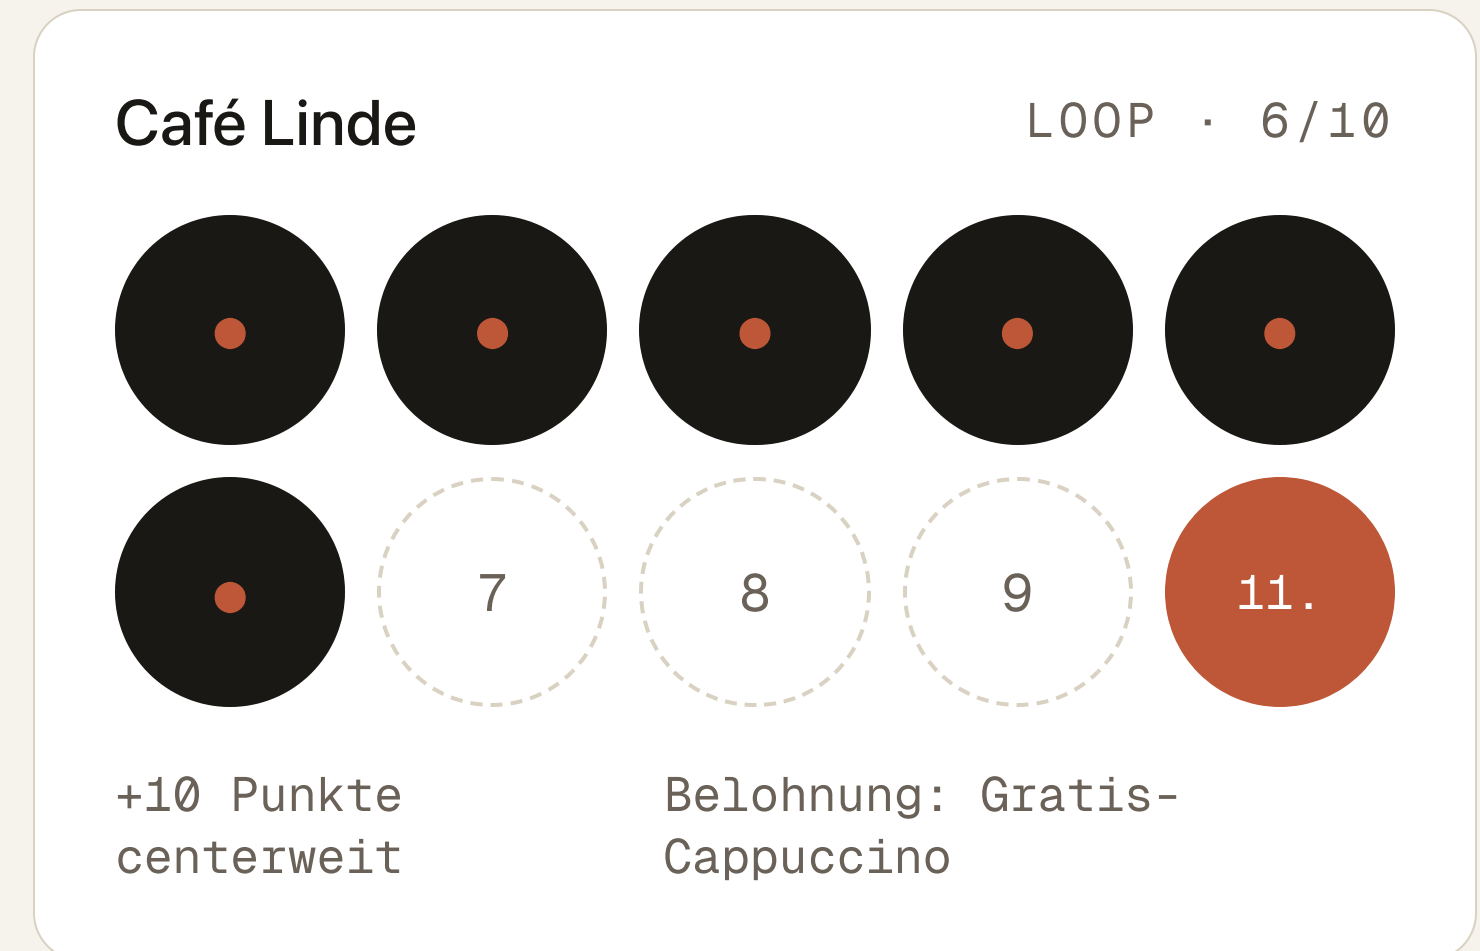 Café Linde
LOOP · 6/10
7
8
9
11.
+10 Punkte
centerweit
Belohnung: Gratis-
Cappuccino